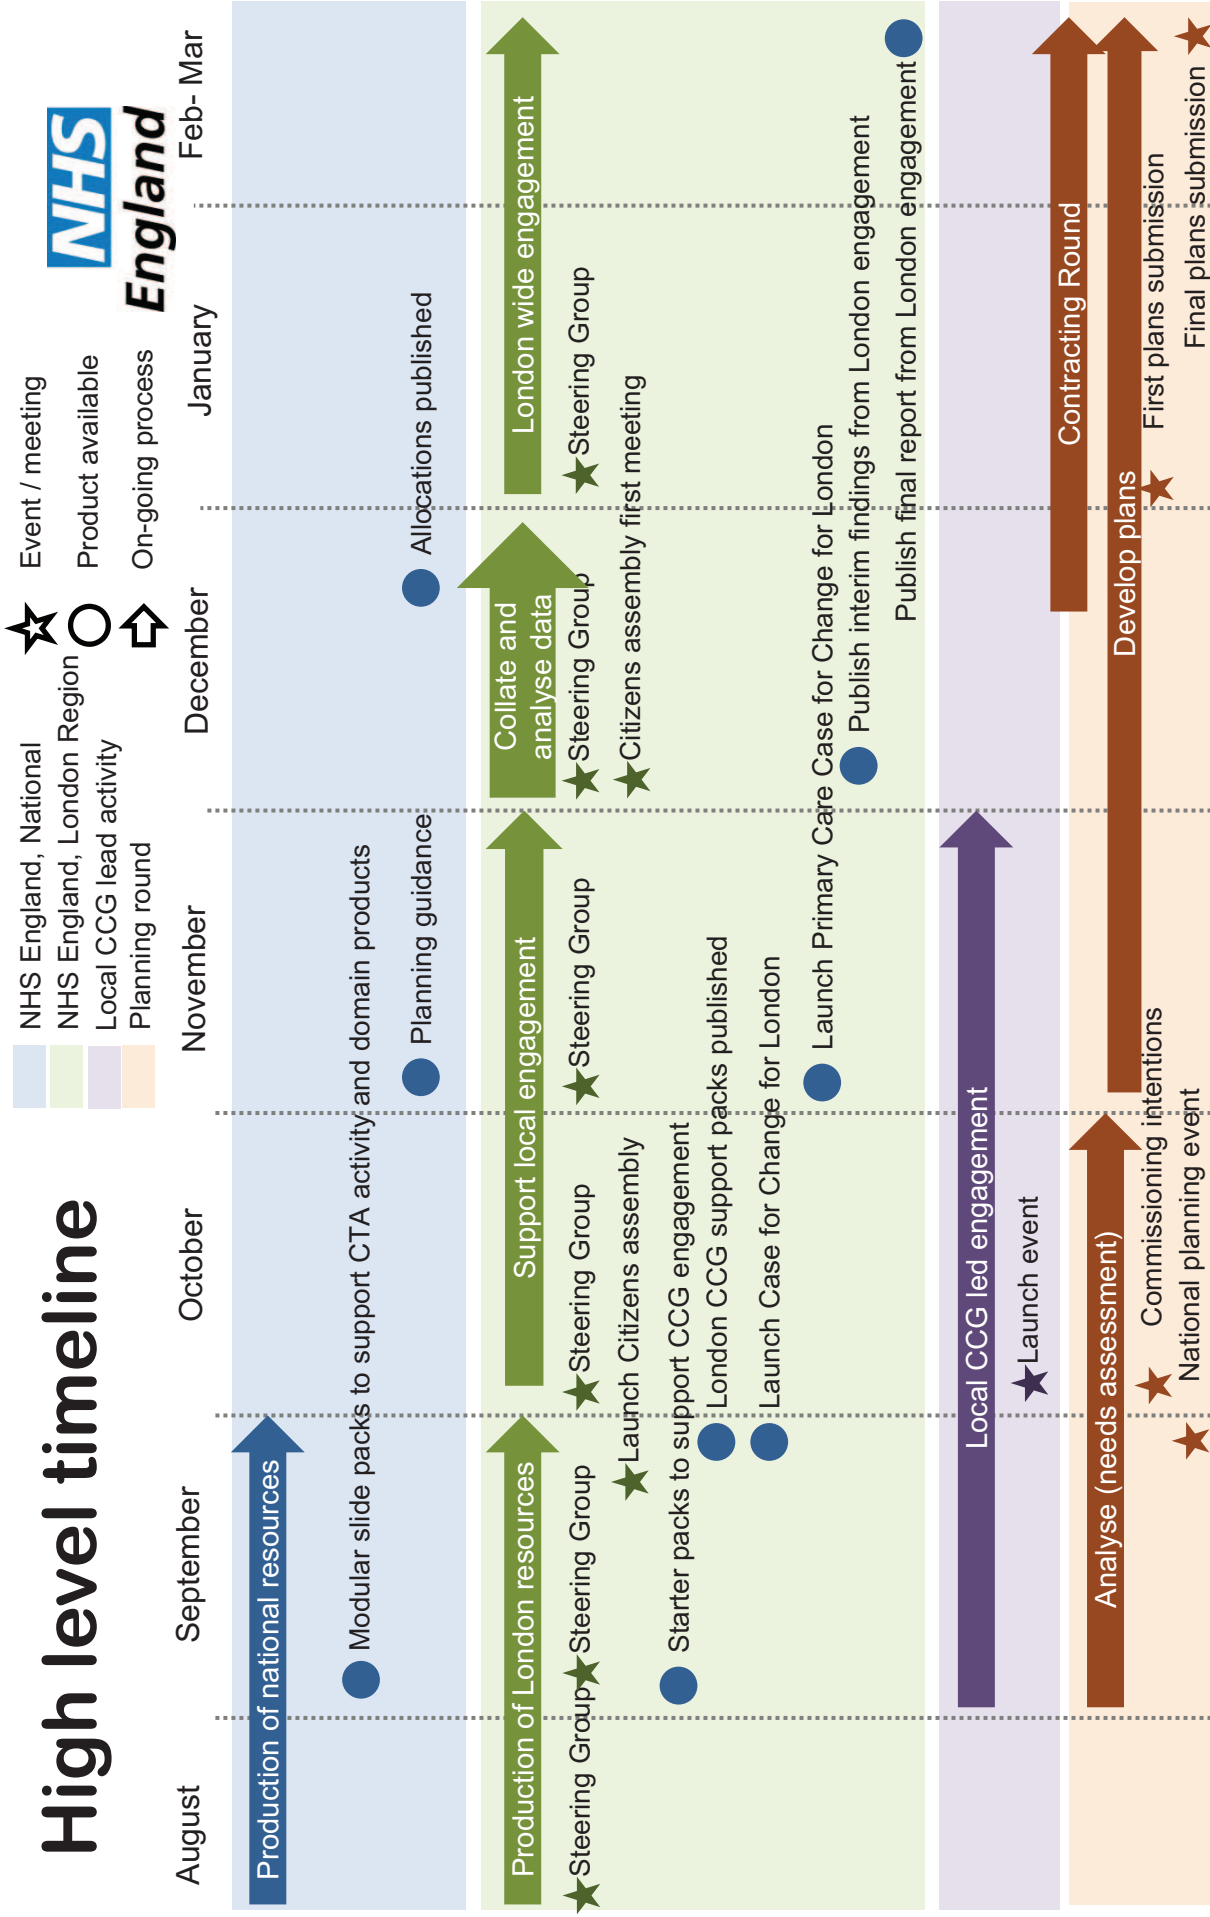 High level timeline
NHS England, National
NHS England, London Region
Local CCG lead activity
Planning round
Event / meeting
Product available
On-going process
NHS
England
August
September
October
November
December
January
Feb- Mar
Production of national resources
Modular slide packs to support CTA activity and domain products
Planning guidance
Allocations published
Production of London resources
Support local engagement
Collate and
analyse data
London wide engagement
Steering Group
Steering Group
Steering Group
Steering Group
Steering Group
Steering Group
Launch Citizens assembly
Citizens assembly first meeting
Starter packs to support CCG engagement
London CCG support packs published
Launch Case for Change for London
Launch Primary Care Case for Change for London
Publish interim findings from London engagement
Publish final report from London engagement
Local CCG led engagement
Launch event
Contracting Round
Analyse (needs assessment)
Develop plans
Commissioning intentions
First plans submission
National planning event
Final plans submission